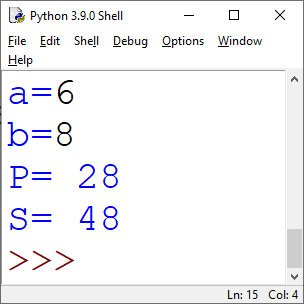 Python 3.9.0 Shell
File Edit Shell Debug Options Window
Help
a=6
b=8
P= 28
S= 48
>>>
Ln: 15 Col: 4